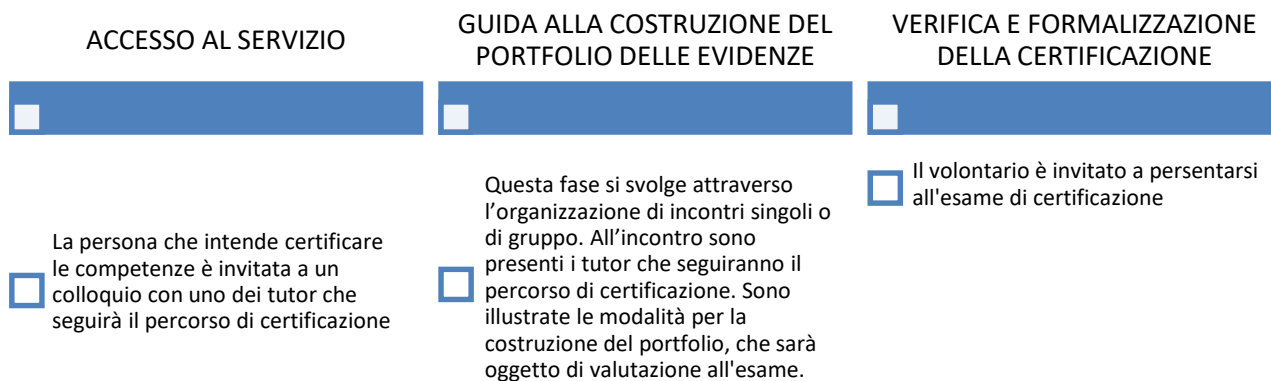 ACCESSO AL SERVIZIO
La persona che intende certificare
le competenze è invitata a un
colloquio con uno dei tutor che
seguirà il percorso di certificazione
GUIDA ALLA COSTRUZIONE DEL
PORTFOLIO DELLE EVIDENZE
Questa fase si svolge attraverso
l’organizzazione di incontri singoli o
di gruppo. All’incontro sono
presenti i tutor che seguiranno il
percorso di certificazione. Sono
illustrate le modalità per la
costruzione del portfolio, che sarà
oggetto di valutazione all'esame.
VERIFICA E FORMALIZZAZIONE
DELLA CERTIFICAZIONE
Il volontario è invitato a persentarsi
all'esame di certificazione